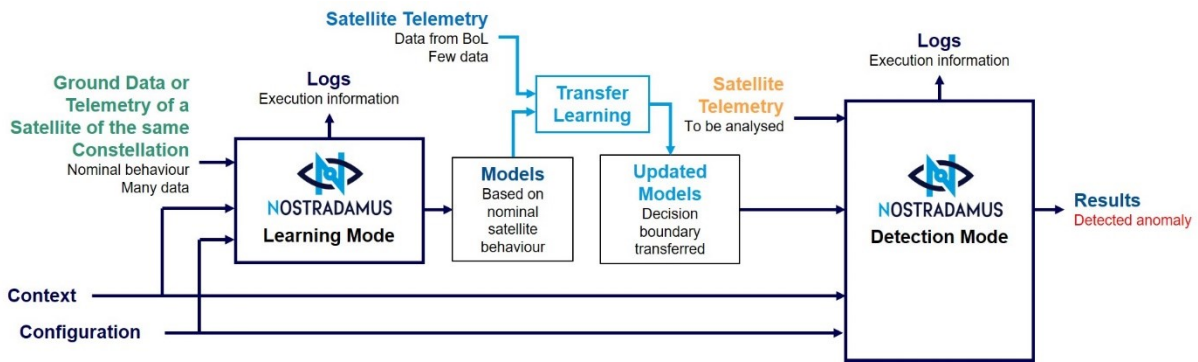 Satellite Telemetry
Data from BoL
Few data
Logs
Execution information
Ground Data or
Telemetry of a
Satellite of the same
Constellation
Nominal behaviour
Many data
Logs
Execution information
Transfer
Learning
Satellite
Telemetry
To be analysed
NOSTRADAMUS
Learning Mode
Models
Based on
nominal
satellite
behaviour
Updated
Models
Decision
boundary
transferred
NOSTRADAMUS
Detection Mode
Results
Detected anomaly
Context
Configuration